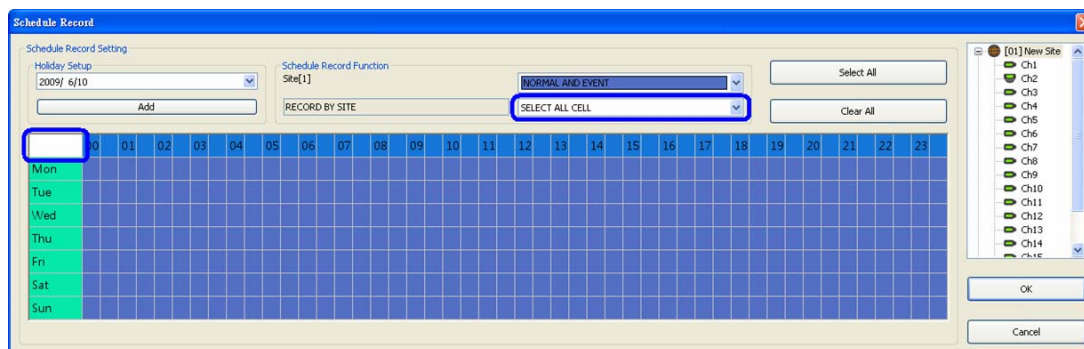 Schedule Record
Schedule Record Setting
Holiday Setup
2009/ 6/10
Add
Schedule Record Function
Site[1]
NORMAL AND EVENT
RECORD BY SITE
SELECT ALL CELL
Select All
Clear All
00 01 02 03 04 05 06 07 08 09 10 11 12 13 14 15 16 17 18 19 20 21 22 23
Mon
Tue
Wed
Thu
Fri
Sat
Sun
[01] New Site
Ch1
Ch2
Ch3
Ch4
Ch5
Ch6
Ch7
Ch8
Ch9
Ch10
Ch11
Ch12
Ch13
Ch14
Ch15
OK
Cancel